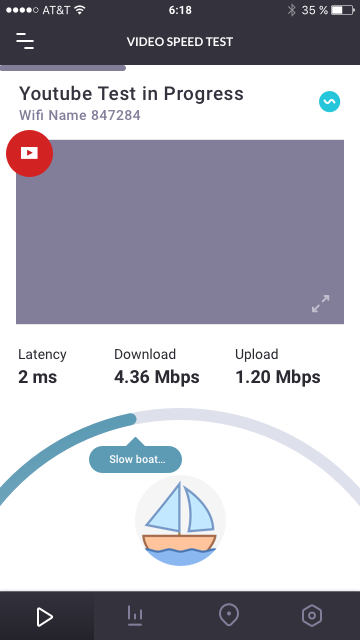 AT&T 6:18 35 %
VIDEO SPEED TEST
Youtube Test in Progress
Wifi Name 847284
Latency Download Upload
2 ms 4.36 Mbps 1.20 Mbps
Slow boat...